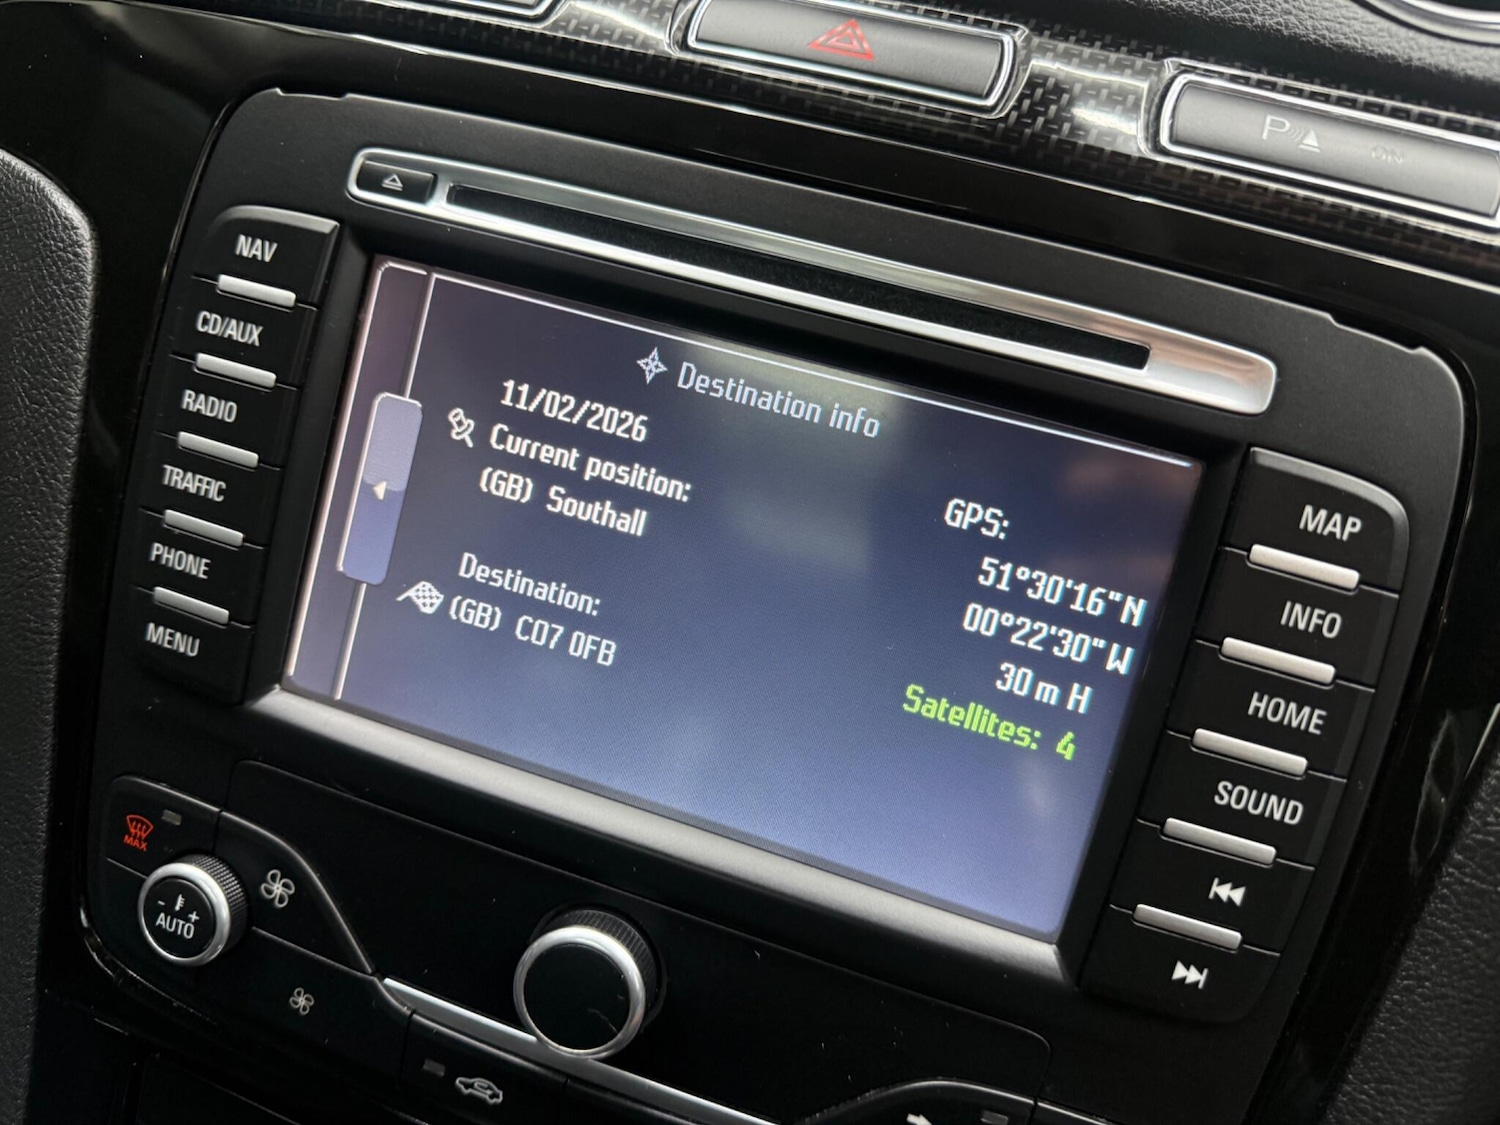 P
ON
NAV
CD/AUX
RADIO
TRAFFIC
PHONE
MENU
Destination info
11/02/2026
Current position:
(GB) Southall
Destination:
(GB) CO7 0FB
GPS:
51°30'16"N
00°22'30"W
30 m H
Satellites: 4
MAP
INFO
HOME
SOUND
MAX
- +
AUTO